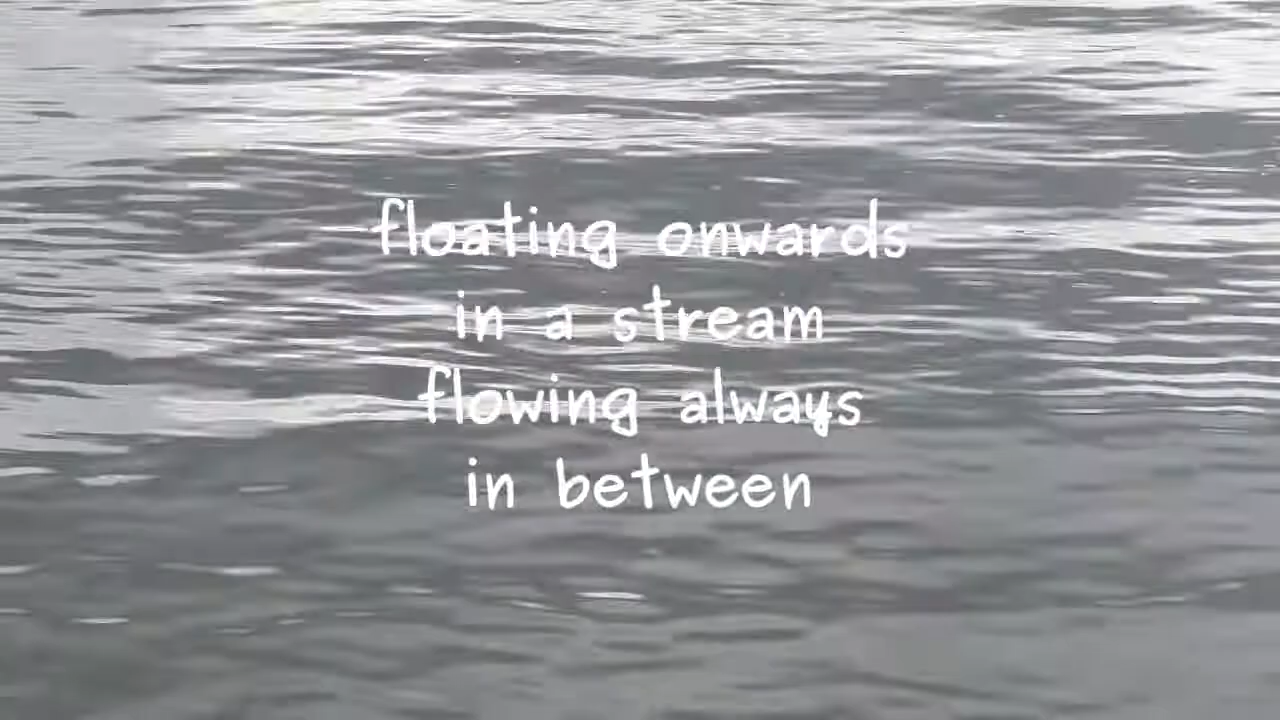 floating onwards
in a stream
flowing always
in between